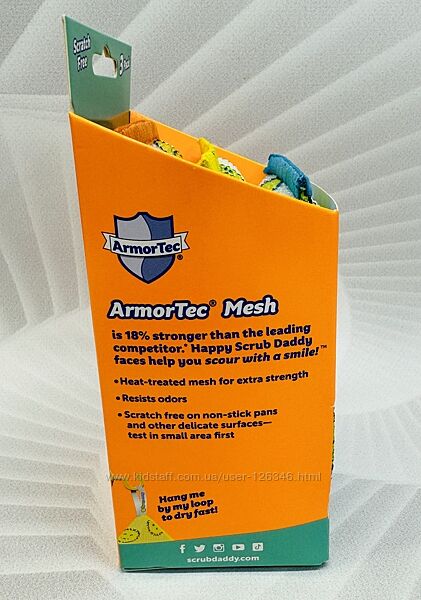 Scratch
Free
3 Pack
ArmorTec®
ArmorTec® Mesh
is 18% stronger than the leading
competitor.* Happy Scrub Daddy
faces help you scour with a smile!™
•Heat-treated mesh for extra strength
•Resists odors
•Scratch free on non-stick pans
and other delicate surfaces—
test in small area first
www.kidstaff.com.ua/user-126346.html
Hang me
by my loop
to dry fast!
scrubdaddy.com